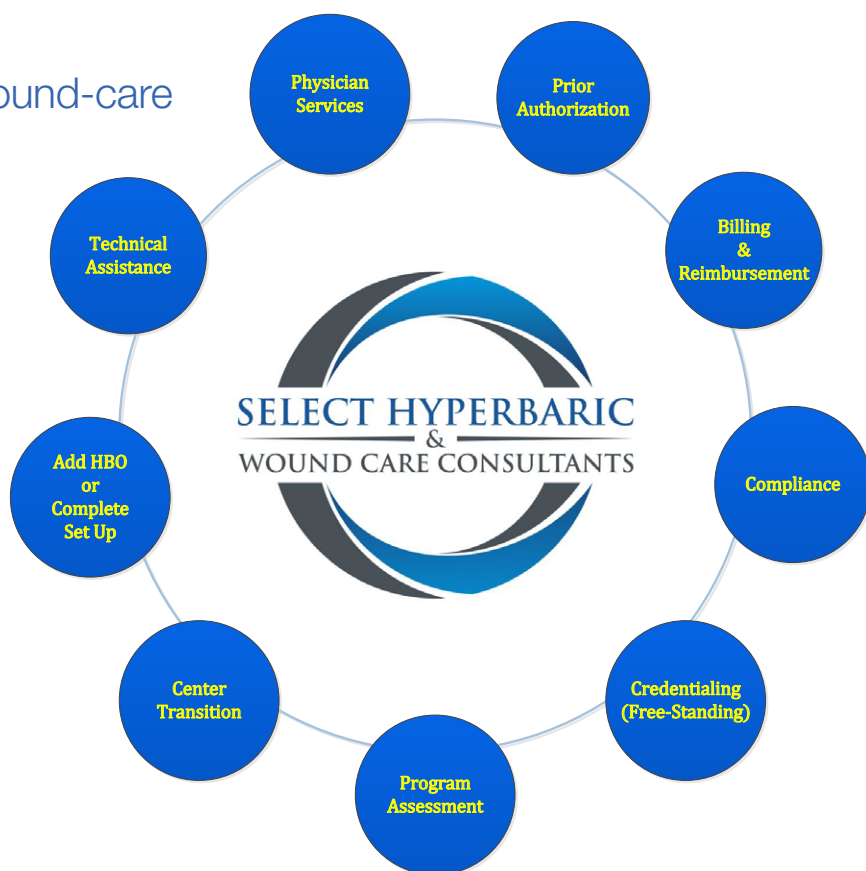 ound-care
Physician
Services
Prior
Authorization
Billing
&
Reimbursement
Compliance
Credentialing
(Free-Standing)
Program
Assessment
Center
Transition
Add HBO
or
Complete
Set Up
Technical
Assistance
SELECT HYPERBARIC
&
WOUND CARE CONSULTANTS